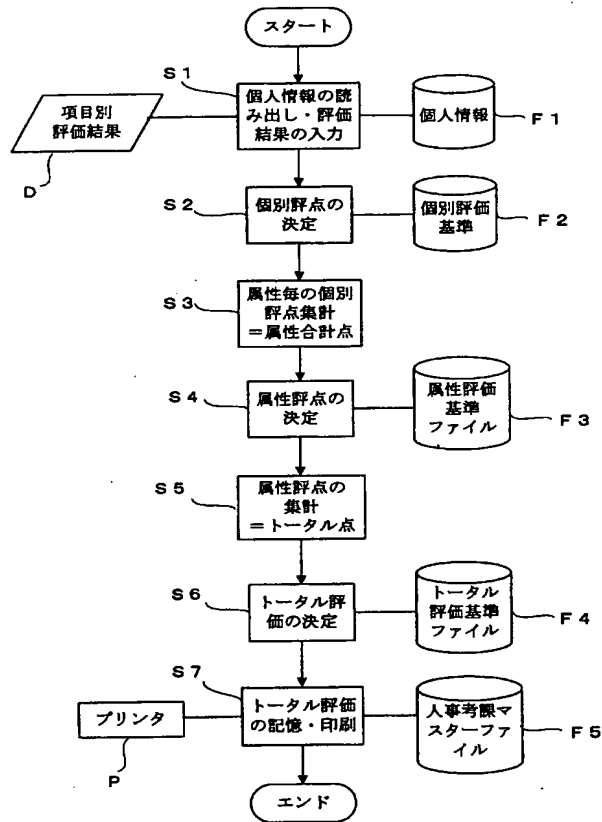 スタート
S1
個人情報の読
み出し・評価
結果の入力
項目別
評価結果
D
個人情報
F1
S2
個別評点の
決定
個別評価
基準
F2
S3
属性毎の個別
評点集計
＝属性合計点
S4
属性評点の
決定
属性評価
基準
ファイル
F3
S5
属性評点の
集計
＝トータル点
S6
トータル評
価の決定
トータル
評価基準
ファイル
F4
S7
トータル評価
の記憶・印刷
プリンタ
P
人事考課マ
スターファ
イル
F5
エンド